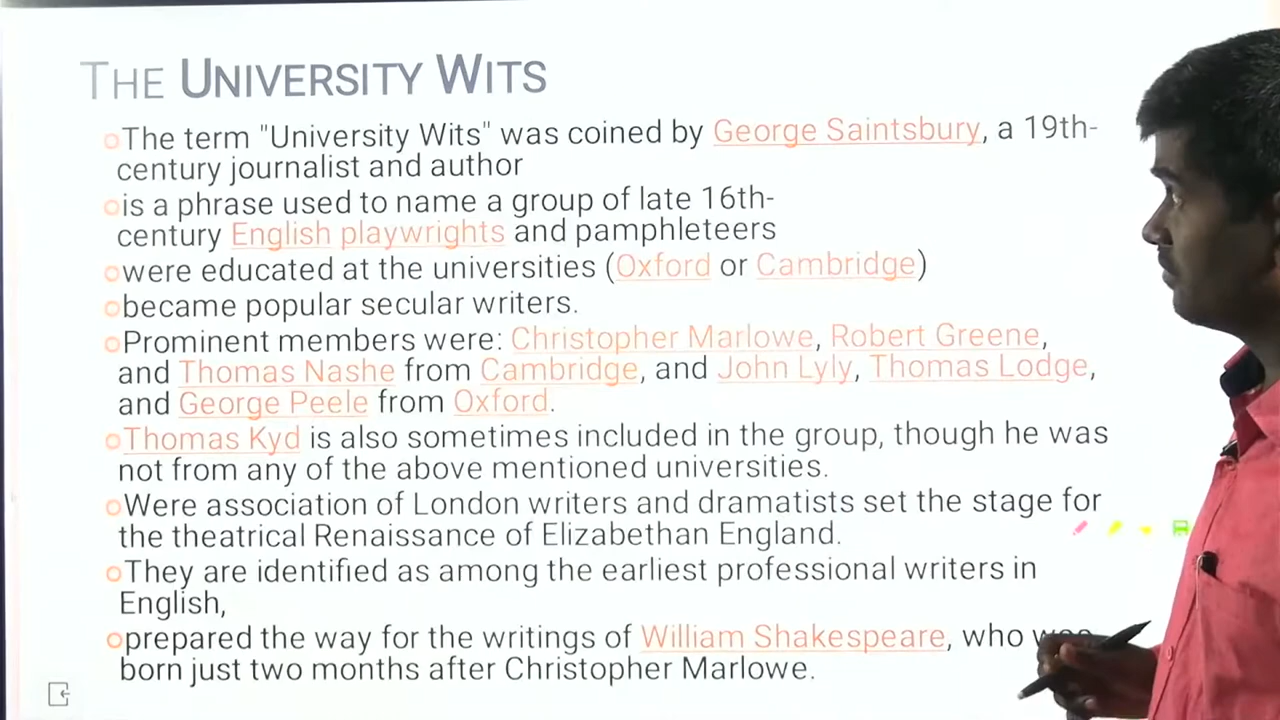 THE UNIVERSITY WITS
The term "University Wits" was coined by George Saintsbury, a 19th-
century journalist and author
is a phrase used to name a group of late 16th-
century English playwrights and pamphleteers
were educated at the universities (Oxford or Cambridge)
became popular secular writers.
Prominent members were: Christopher Marlowe, Robert Greene,
and Thomas Nashe from Cambridge, and John Lyly, Thomas Lodge,
and George Peele from Oxford.
Thomas Kyd is also sometimes included in the group, though he was
not from any of the above mentioned universities.
Were association of London writers and dramatists set the stage for
the theatrical Renaissance of Elizabethan England.
They are identified as among the earliest professional writers in
English,
prepared the way for the writings of William Shakespeare, who was
born just two months after Christopher Marlowe.